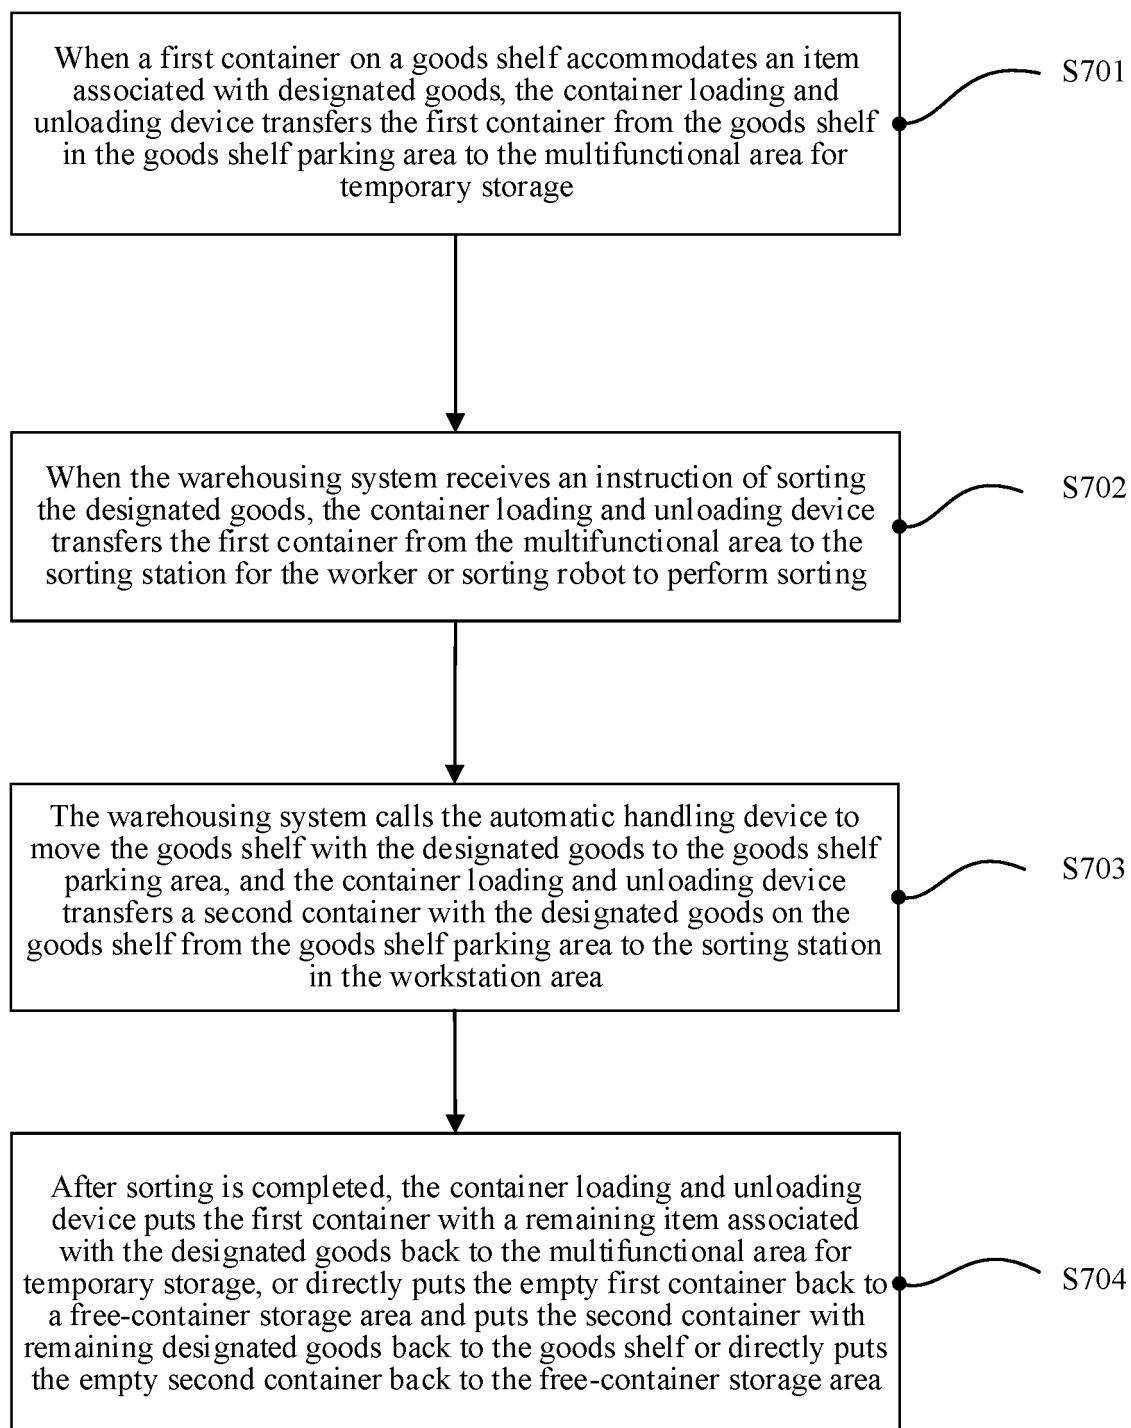 When a first container on a goods shelf accommodates an item
associated with designated goods, the container loading and
unloading device transfers the first container from the goods shelf
in the goods shelf parking area to the multifunctional area for
temporary storage
S701
When the warehousing system receives an instruction of sorting
the designated goods, the container loading and unloading device
transfers the first container from the multifunctional area to the
sorting station for the worker or sorting robot to perform sorting
S702
The warehousing system calls the automatic handling device to
move the goods shelf with the designated goods to the goods shelf
parking area, and the container loading and unloading device
transfers a second container with the designated goods on the
goods shelf from the goods shelf parking area to the sorting station
in the workstation area
S703
After sorting is completed, the container loading and unloading
device puts the first container with a remaining item associated
with the designated goods back to the multifunctional area for
temporary storage, or directly puts the empty first container back to
a free-container storage area and puts the second container with
remaining designated goods back to the goods shelf or directly puts
the empty second container back to the free-container storage area
S704